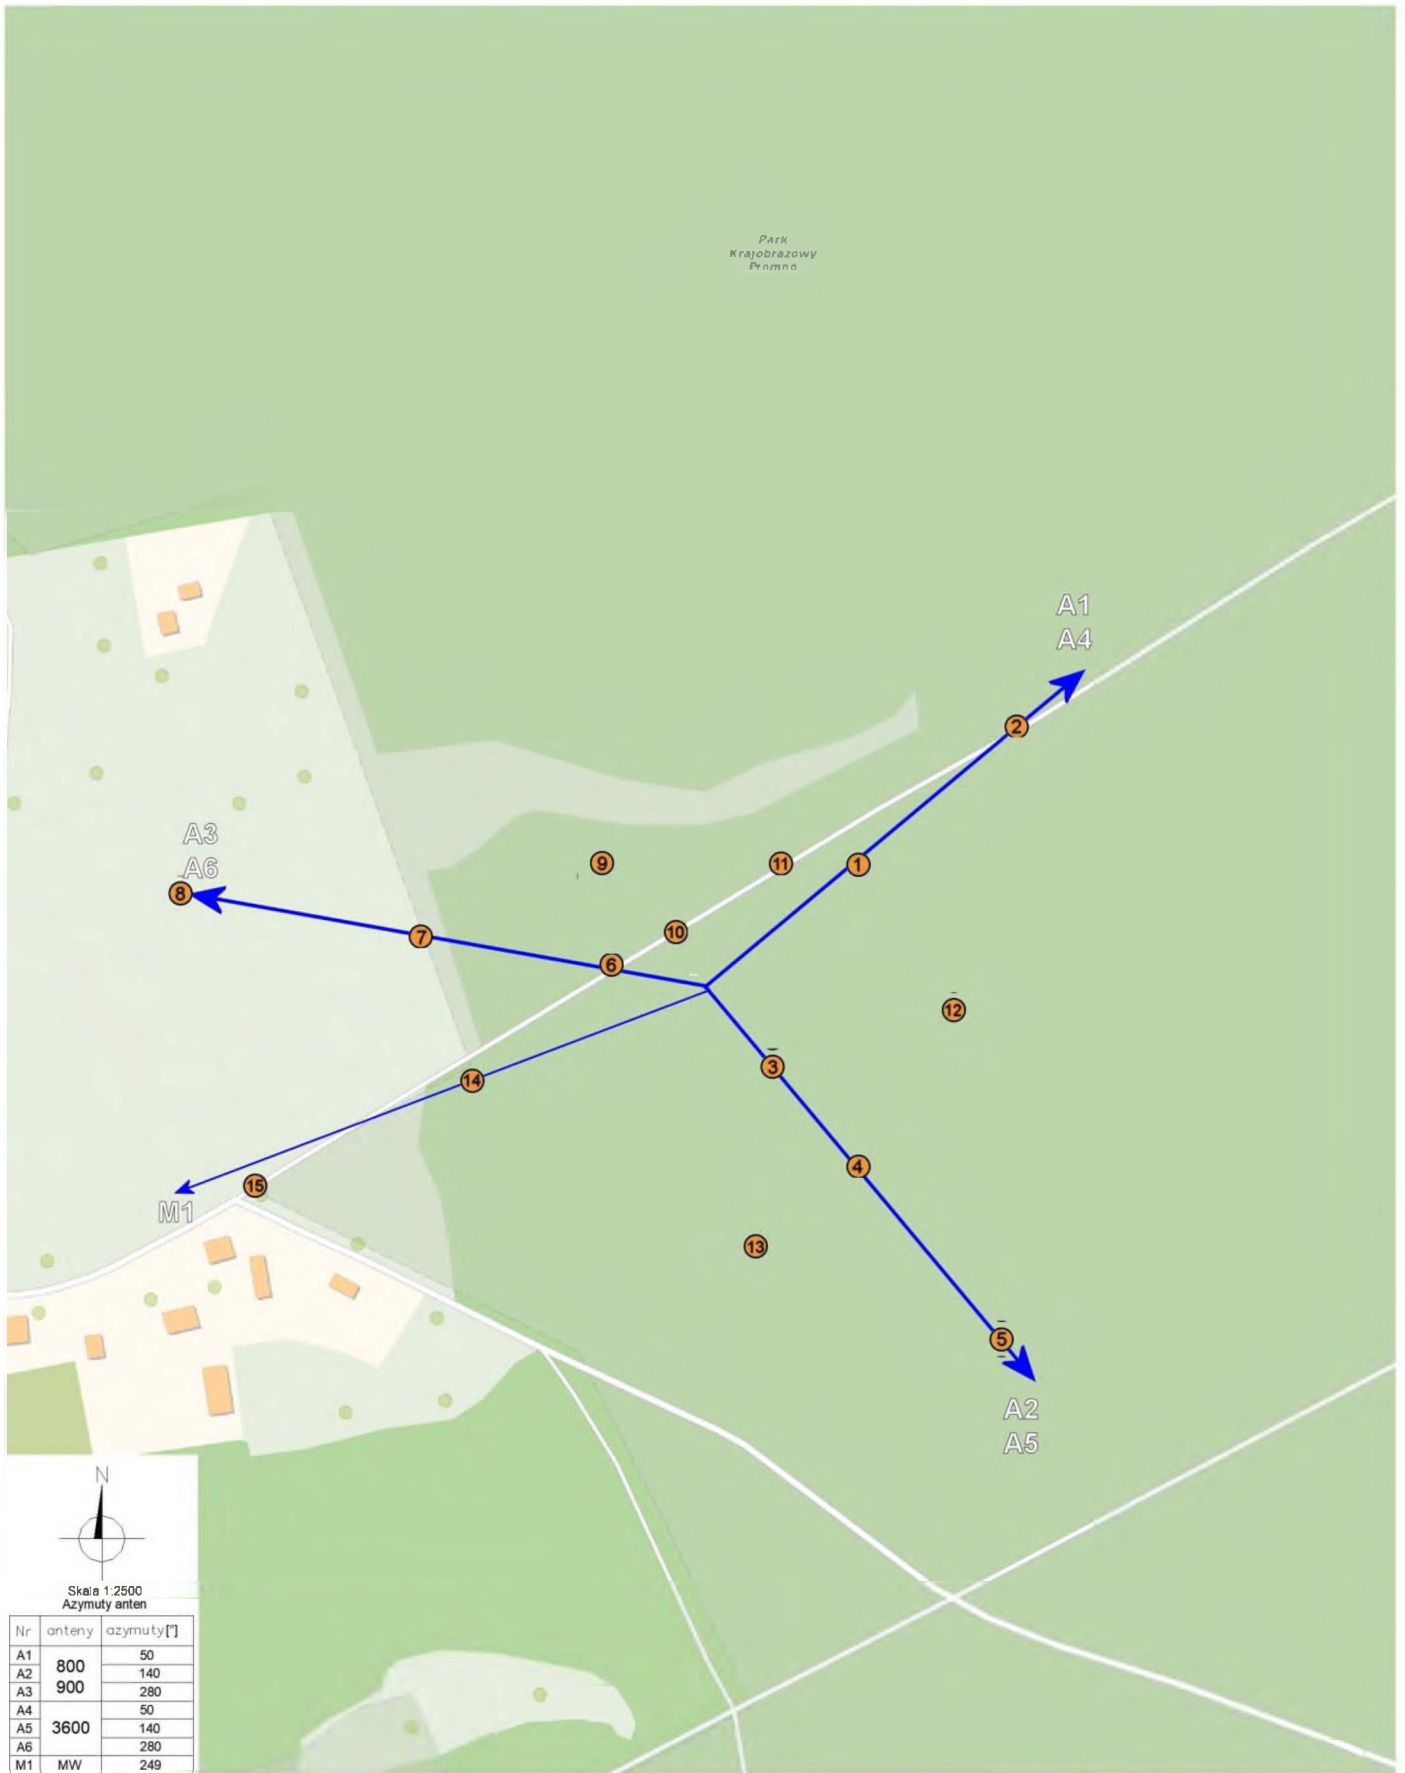 Park
Krajobrazowy
Promno
A1
A4
2
A3
A6
8
9
11
1
7
6
10
12
3
14
4
15
M1
13
5
A2
A5
N
Skala 1:2500
Azymuty anten
Nr anteny azymuty[°]
A1 50
A2 800 900 140
A3 280
A4 50
A5 3600 140
A6 280
M1 MW 249